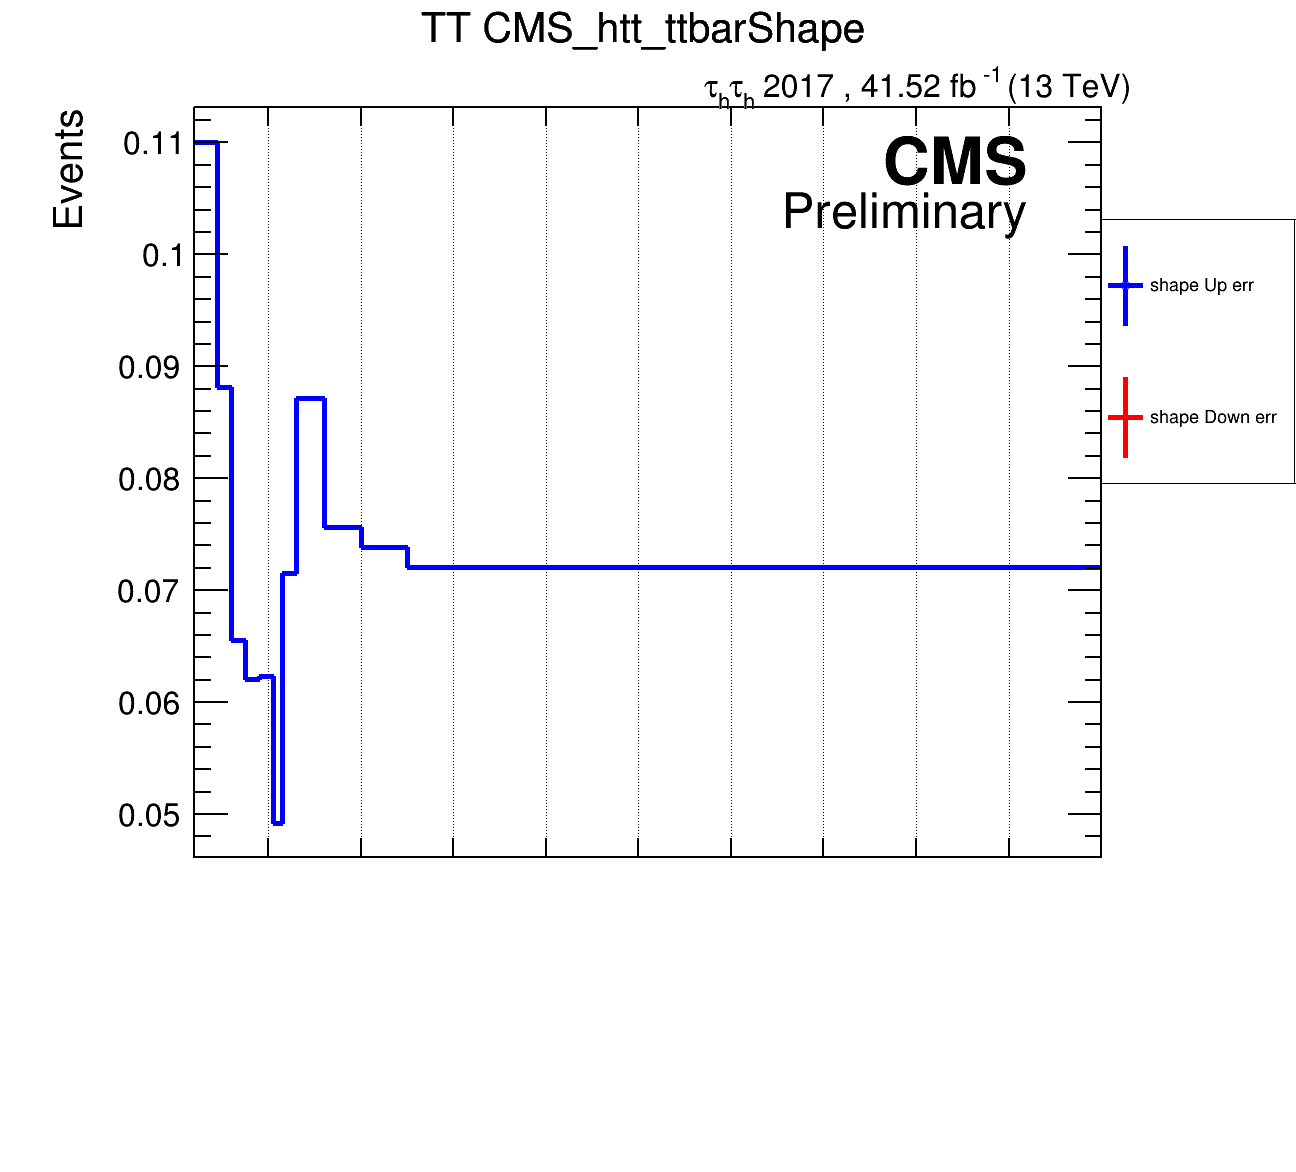 TT CMS_htt_ttbarShape
τhτh 2017 , 41.52 fb -1 (13 TeV)
Events
CMS
Preliminary
0.11
0.1
0.09
0.08
0.07
0.06
0.05
shape Up err
shape Down err